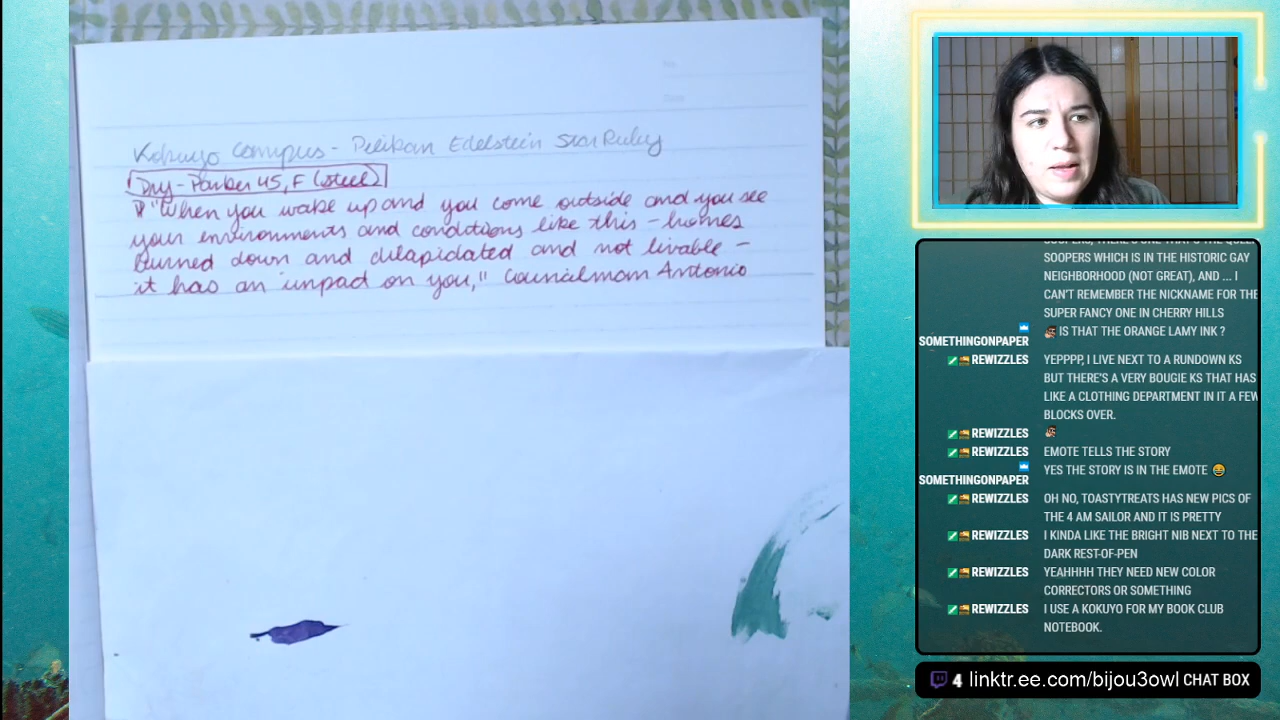 Kokuyo Campus - Pelikan Edelstein Star Ruby
Dry - Parker 45, F (steel)
"When you wake up and you come outside and you see
your environments and conditions like this - homes
burned down and dilapidated and not livable -
it has an impact on you," Councilmom Antonio
SOOPERS, THERE'S ONE THAT'S THE QUEEN
SOOPERS WHICH IS IN THE HISTORIC GAY
NEIGHBORHOOD (NOT GREAT), AND ... I
CAN'T REMEMBER THE NICKNAME FOR THE
SUPER FANCY ONE IN CHERRY HILLS
SOMETHINGONPAPER IS THAT THE ORANGE LAMY INK ?
REWIZZLES YEPPPP, I LIVE NEXT TO A RUNDOWN KS
BUT THERE'S A VERY BOUGIE KS THAT HAS
LIKE A CLOTHING DEPARTMENT IN IT A FEW
BLOCKS OVER.
REWIZZLES
REWIZZLES EMOTE TELLS THE STORY
SOMETHINGONPAPER YES THE STORY IS IN THE EMOTE 😅
REWIZZLES OH NO, TOASTYTREATS HAS NEW PICS OF
THE 4 AM SAILOR AND IT IS PRETTY
REWIZZLES I KINDA LIKE THE BRIGHT NIB NEXT TO THE
DARK REST-OF-PEN
REWIZZLES YEAHHHH THEY NEED NEW COLOR
CORRECTORS OR SOMETHING
REWIZZLES I USE A KOKUYO FOR MY BOOK CLUB
NOTEBOOK.
4 linktr.ee.com/bijou3owl CHAT BOX